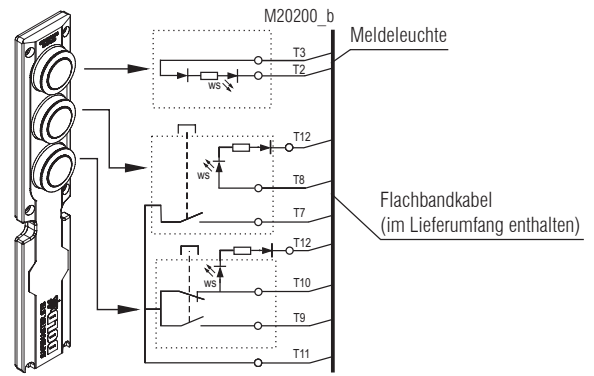 M20200_b
Meldeleuchte
T3
T2
ws
T12
ws
T8
T7
Flachbandkabel
(im Lieferumfang enthalten)
T12
ws
T10
T9
T11